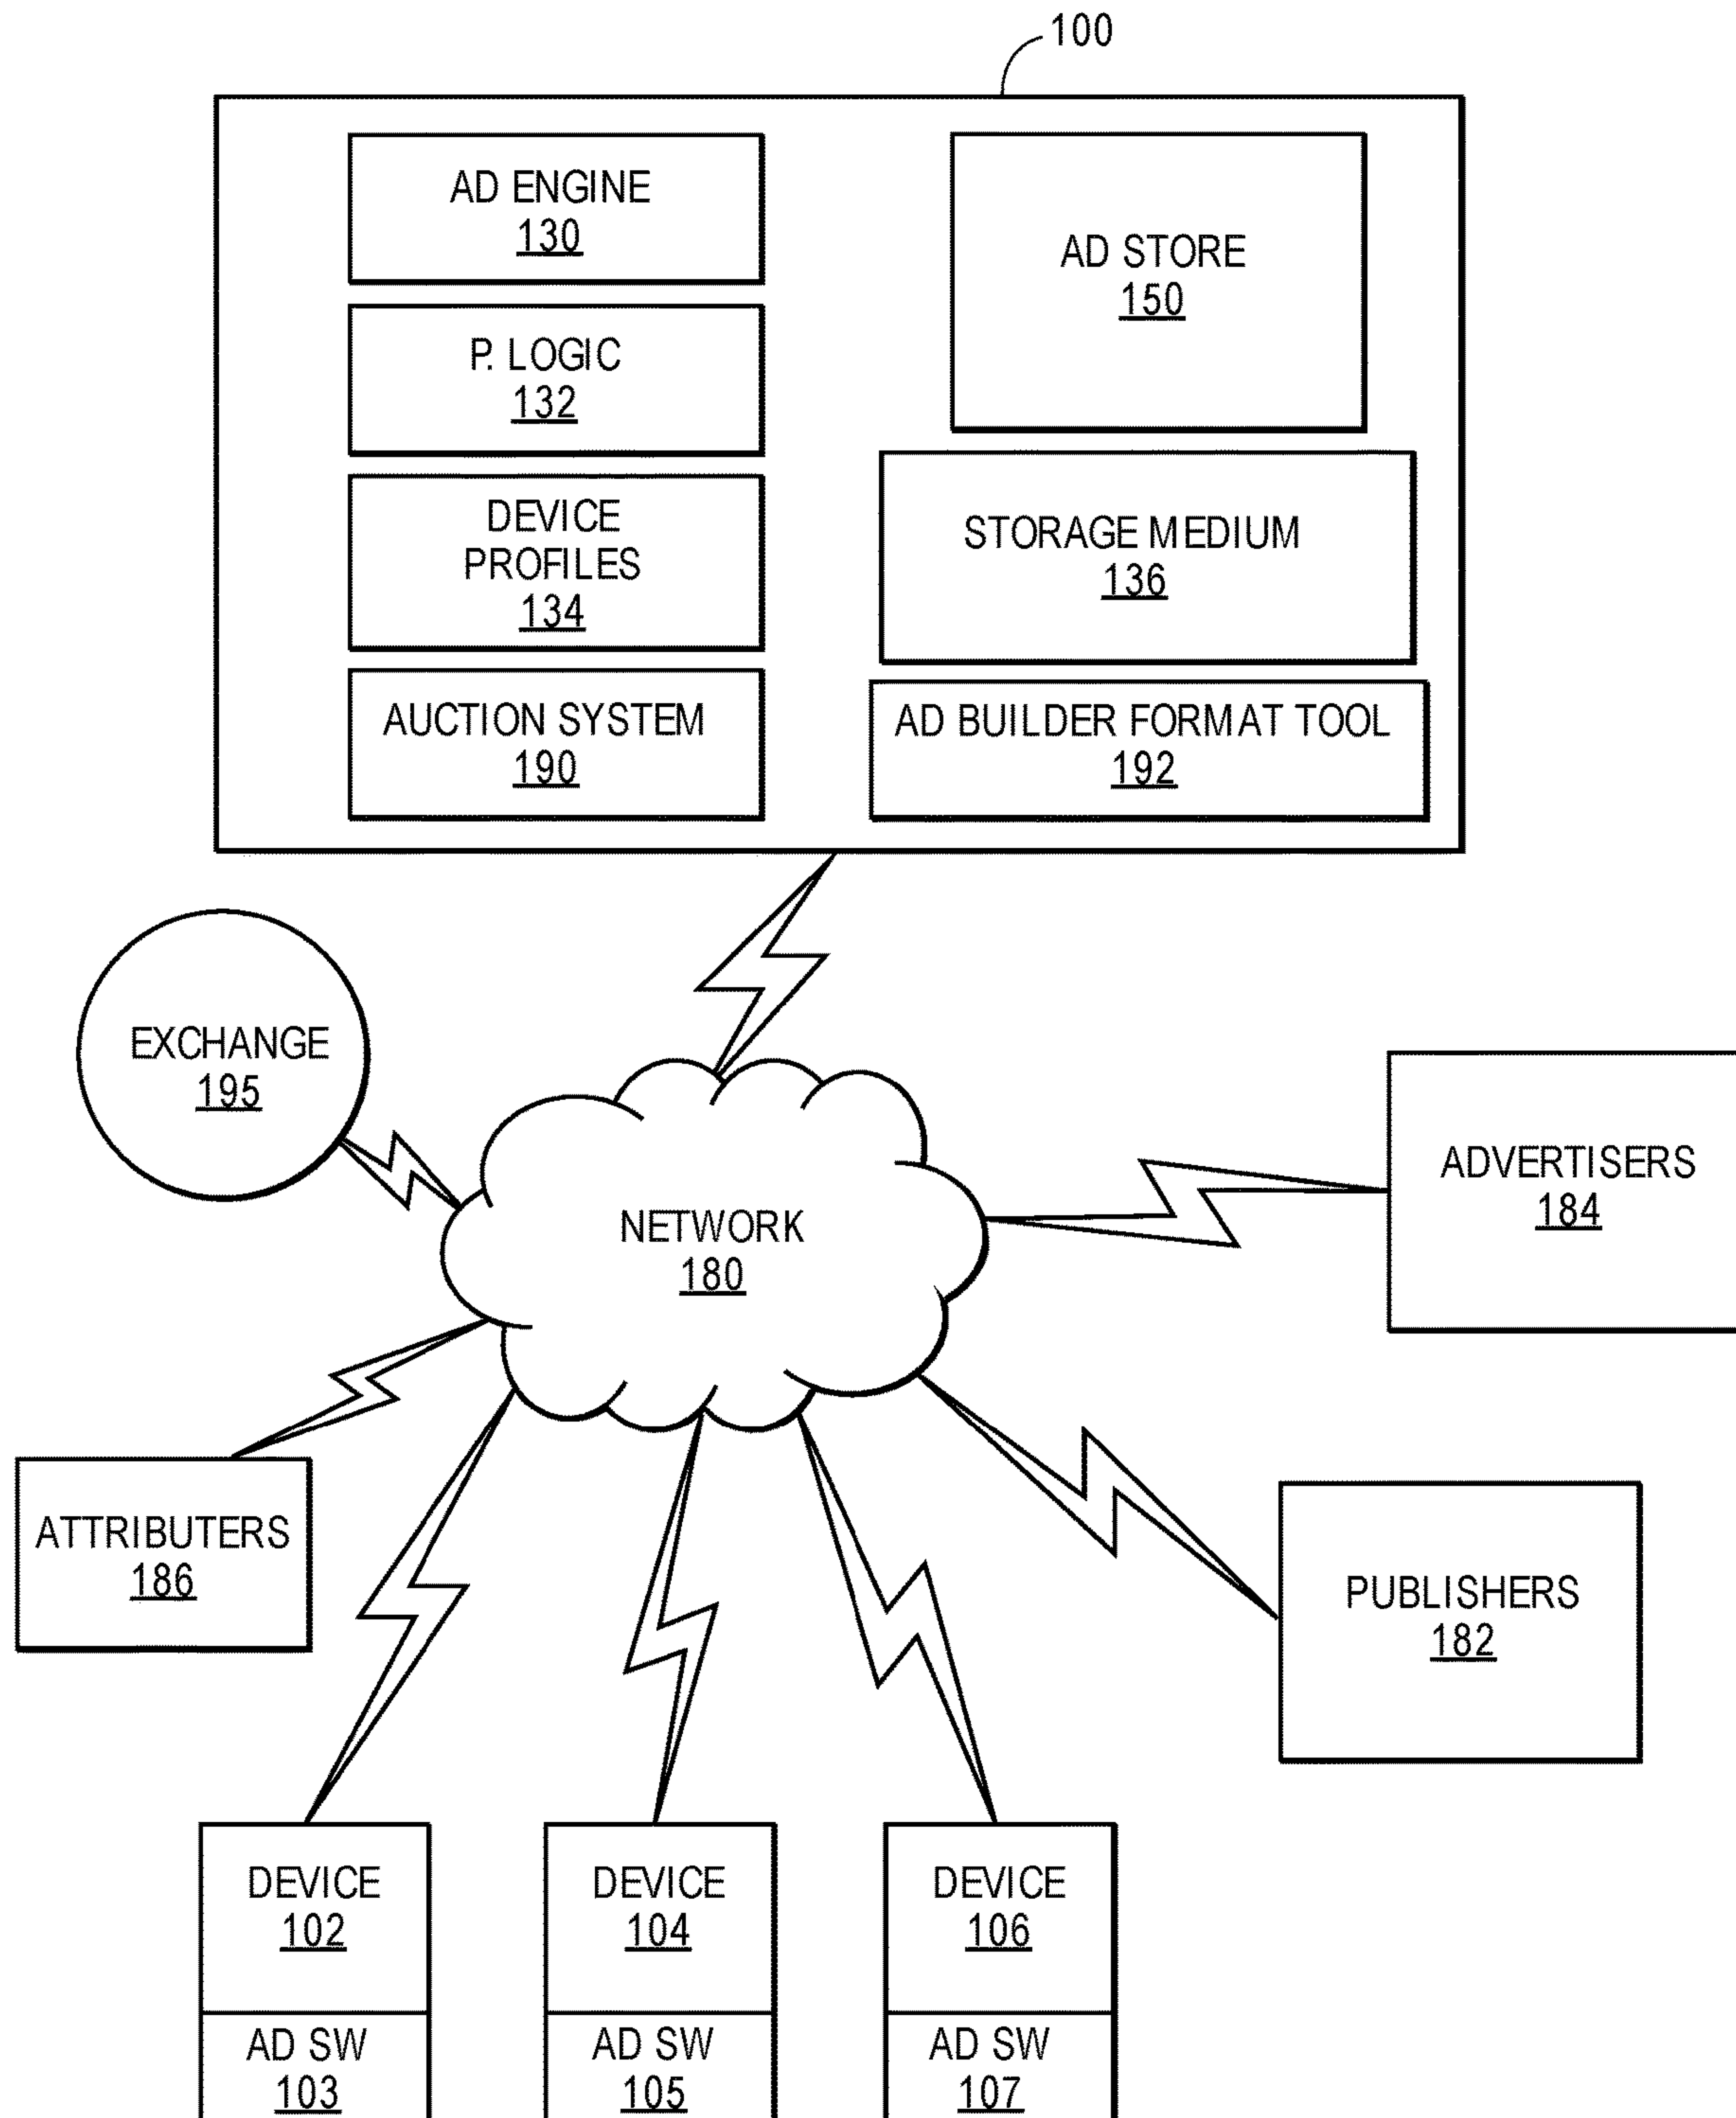 100
AD ENGINE
130
P. LOGIC
132
DEVICE
PROFILES
134
AUCTION SYSTEM
190
AD STORE
150
STORAGE MEDIUM
136
AD BUILDER FORMAT TOOL
192
EXCHANGE
195
NETWORK
180
ADVERTISERS
184
ATTRIBUTERS
186
PUBLISHERS
182
DEVICE
102
AD SW
103
DEVICE
104
AD SW
105
DEVICE
106
AD SW
107